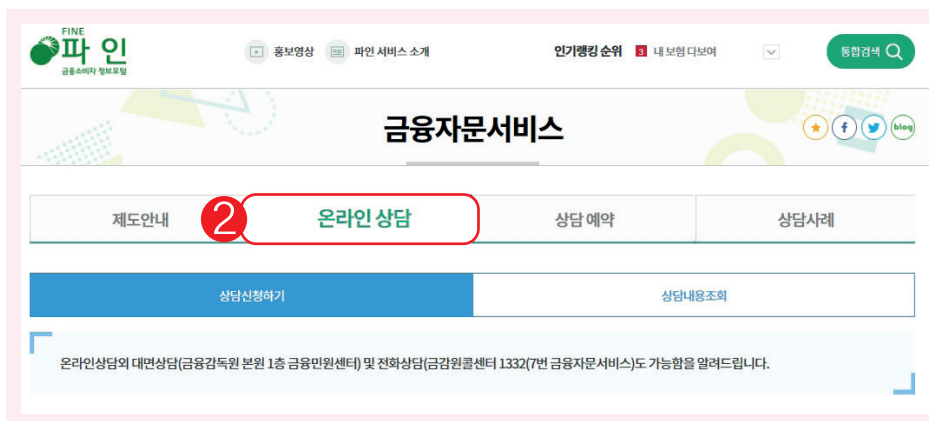 FINE
파인
금융소비자 정보포털
홍보영상 파인 서비스 소개 인기랭킹 순위 3 내 보험 다보여 통합검색
금융자문서비스
blog
제도안내 2 온라인 상담 상담 예약 상담사례
상담신청하기 상담내용조회
온라인상담외 대면상담(금융감독원 본원 1층 금융민원센터) 및 전화상담(금감원콜센터 1332(7번 금융자문서비스)도 가능함을 알려드립니다.